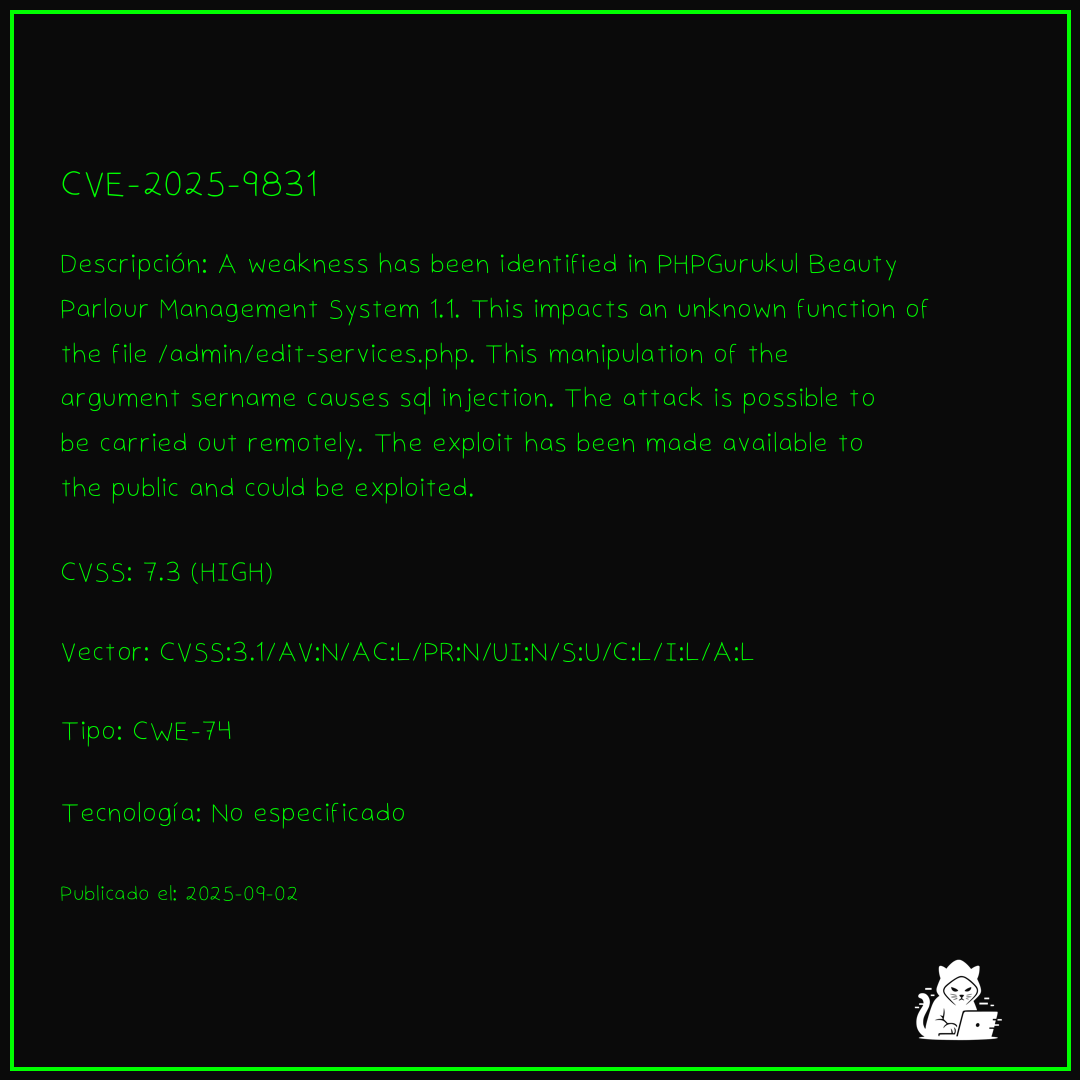 CVE-2025-9831
Descripción: A weakness has been identified in PHPGurukul Beauty
Parlour Management System 1.1. This impacts an unknown function of
the file /admin/edit-services.php. This manipulation of the
argument sername causes sql injection. The attack is possible to
be carried out remotely. The exploit has been made available to
the public and could be exploited.
CVSS: 7.3 (HIGH)
Vector: CVSS:3.1/AV:N/AC:L/PR:N/UI:N/S:U/C:L/I:L/A:L
Tipo: CWE-74
Tecnología: No especificado
Publicado el: 2025-09-02